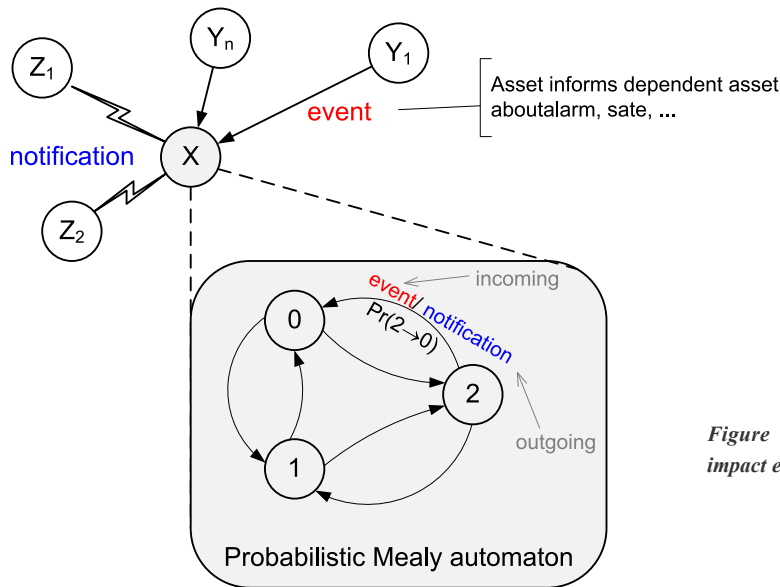 Z1
Yn
Y1
event
Asset informs dependent asset
aboutalarm, sate, ...
notification
X
Z2
event/ notification
incoming
Pr(2→0)
0
2
1
outgoing
Probabilistic Mealy automaton
Figure
impact e